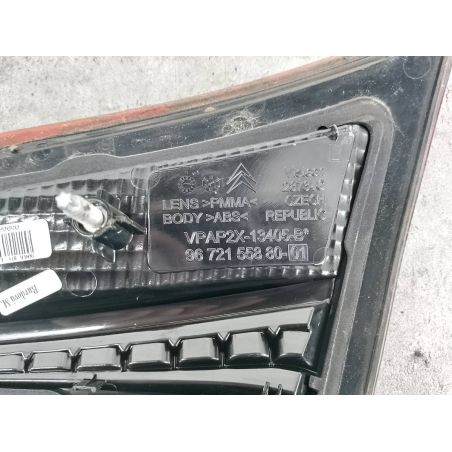 LENS >PMMA< CZECH
BODY >ABS< REPUBLIC
VPAP2X-13405-B
96 721 558 80-01